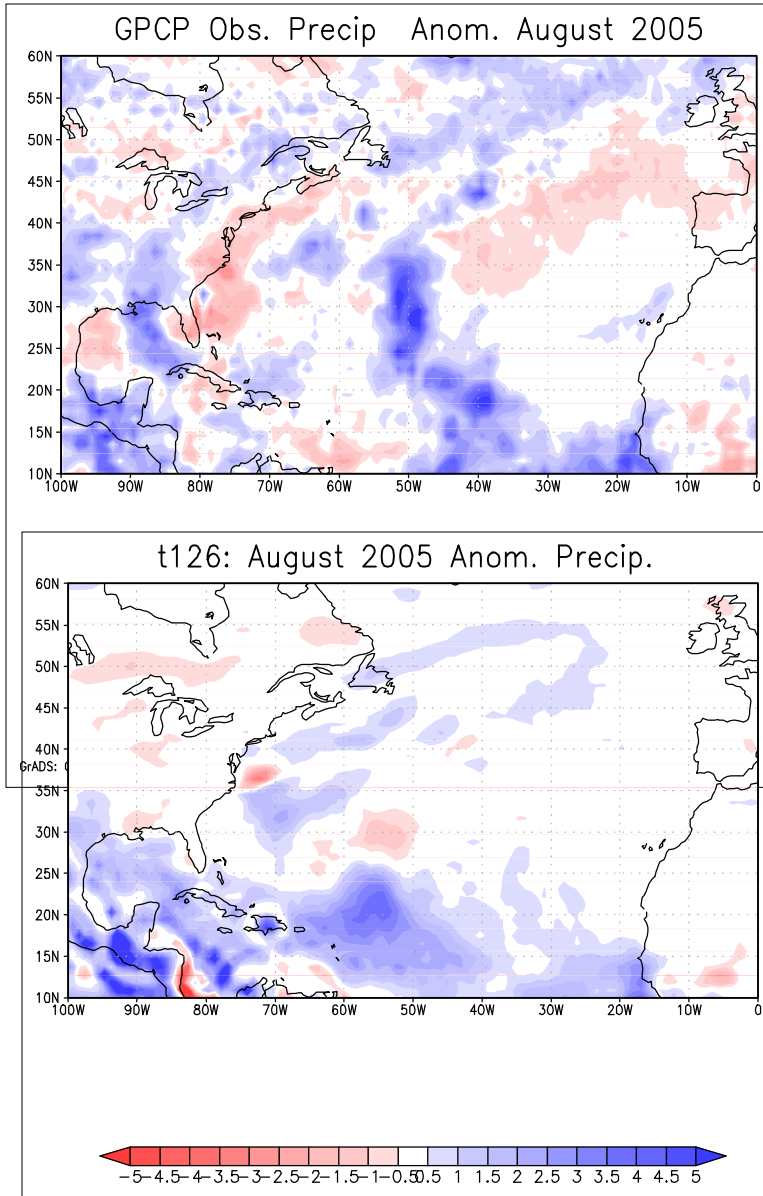 GPCP Obs. Precip Anom. August 2005
60N
55N
50N
45N
40N
35N
30N
25N
20N
15N
10N
100W 90W 80W 70W 60W 50W 40W 30W 20W 10W 0
t126: August 2005 Anom. Precip.
60N
55N
50N
45N
40N
GrADS:
35N
30N
25N
20N
15N
10N
100W 90W 80W 70W 60W 50W 40W 30W 20W 10W 0
-5 -4.5 -4 -3.5 -3 -2.5 -2 -1.5 -1 -0.5 0.5 1 1.5 2 2.5 3 3.5 4 4.5 5